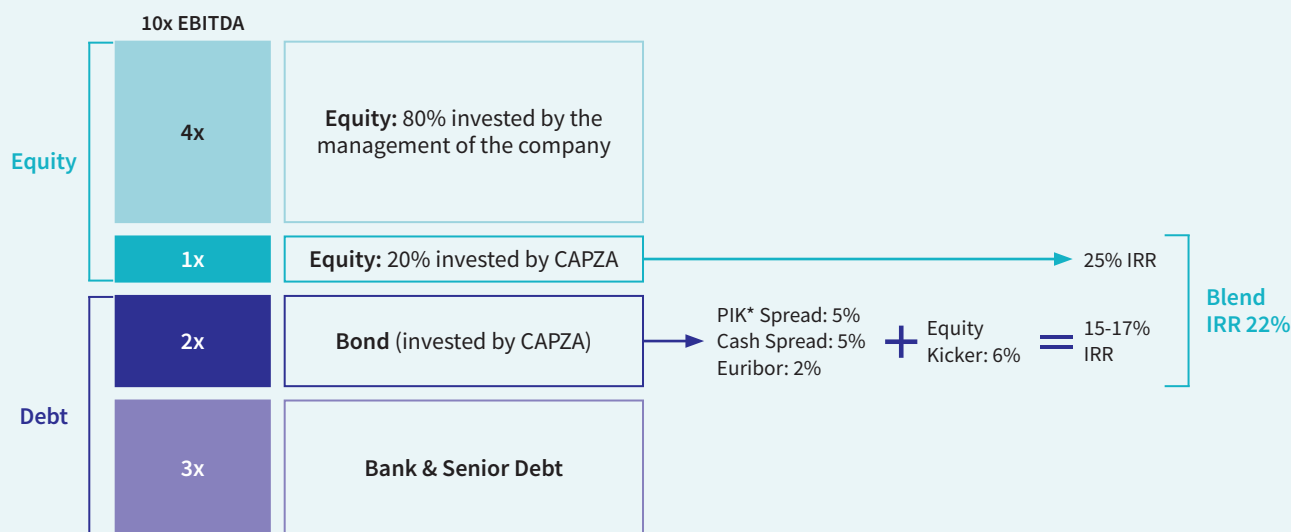 10x EBITDA
Equity
4x
Equity: 80% invested by the
management of the company
1x
Equity: 20% invested by CAPZA
25% IRR
Blend
IRR 22%
Debt
2x
Bond (invested by CAPZA)
PIK* Spread: 5%
Cash Spread: 5%
Euribor: 2%
+
Equity
Kicker: 6%
=
15-17%
IRR
3x
Bank & Senior Debt